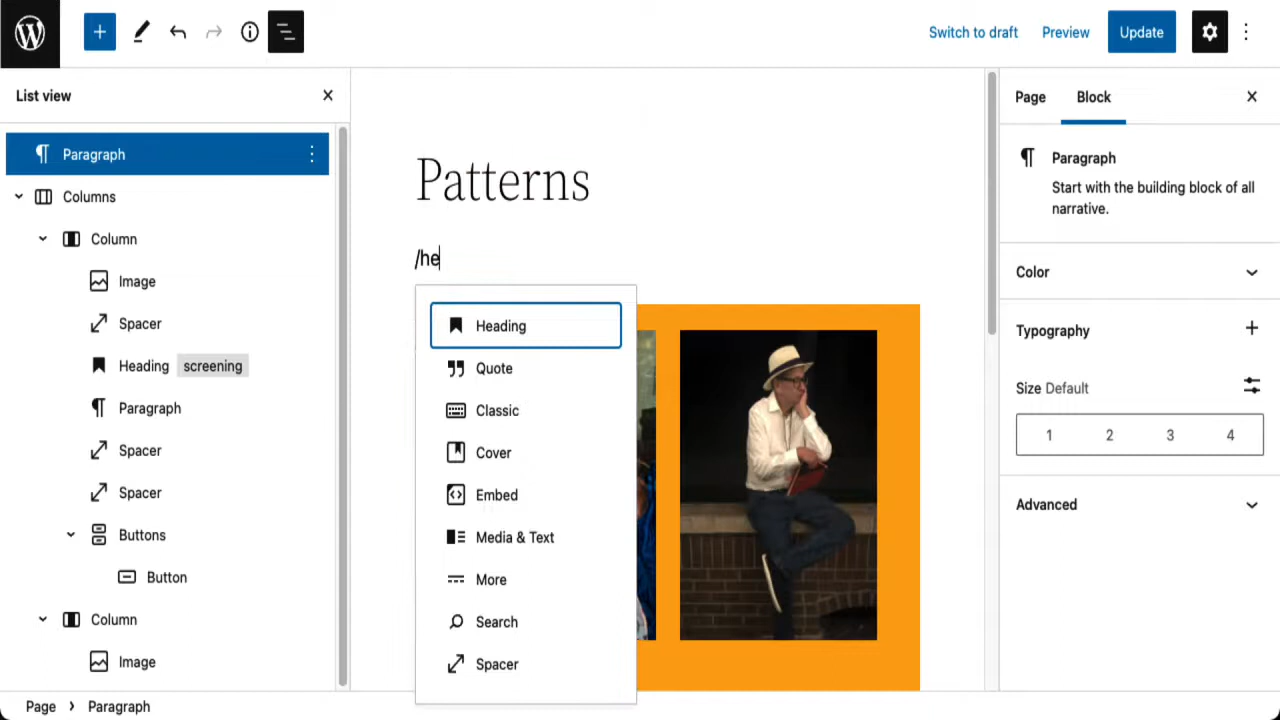 Switch to draft
Preview
Update
List view
Paragraph
Columns
Column
Image
Spacer
Heading screening
Paragraph
Spacer
Spacer
Buttons
Button
Column
Image
Patterns
/he
Heading
Quote
Classic
Cover
Embed
Media & Text
More
Search
Spacer
Page
Block
Paragraph
Start with the building block of all
narrative.
Color
Typography
Size Default
1 2 3 4
Advanced
Page › Paragraph